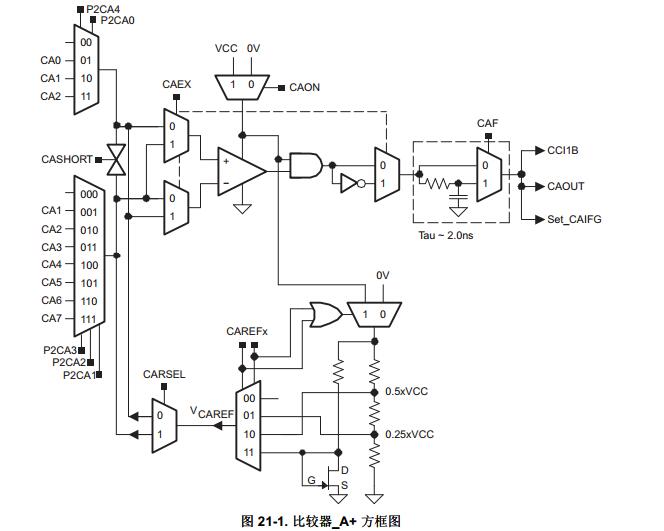 P2CA4
P2CA0
00
CA0 01
CA1 10
CA2 11
VCC 0V
1 0
CAON
CAEX
0
1
CASHORT
0
1
+
−
0
1
CAF
0
1
CCI1B
CAOUT
Set_CAIFG
Tau ~ 2.0ns
000
CA1 001
CA2 010
CA3 011
CA4 100
CA5 101
CA6 110
CA7 111
P2CA3
P2CA2
P2CA1
0V
1 0
CAREFx
CARSEL
0
1
VCAREF
00
01
10
11
0.5xVCC
0.25xVCC
D
G
S
图 21-1. 比较器_A+ 方框图